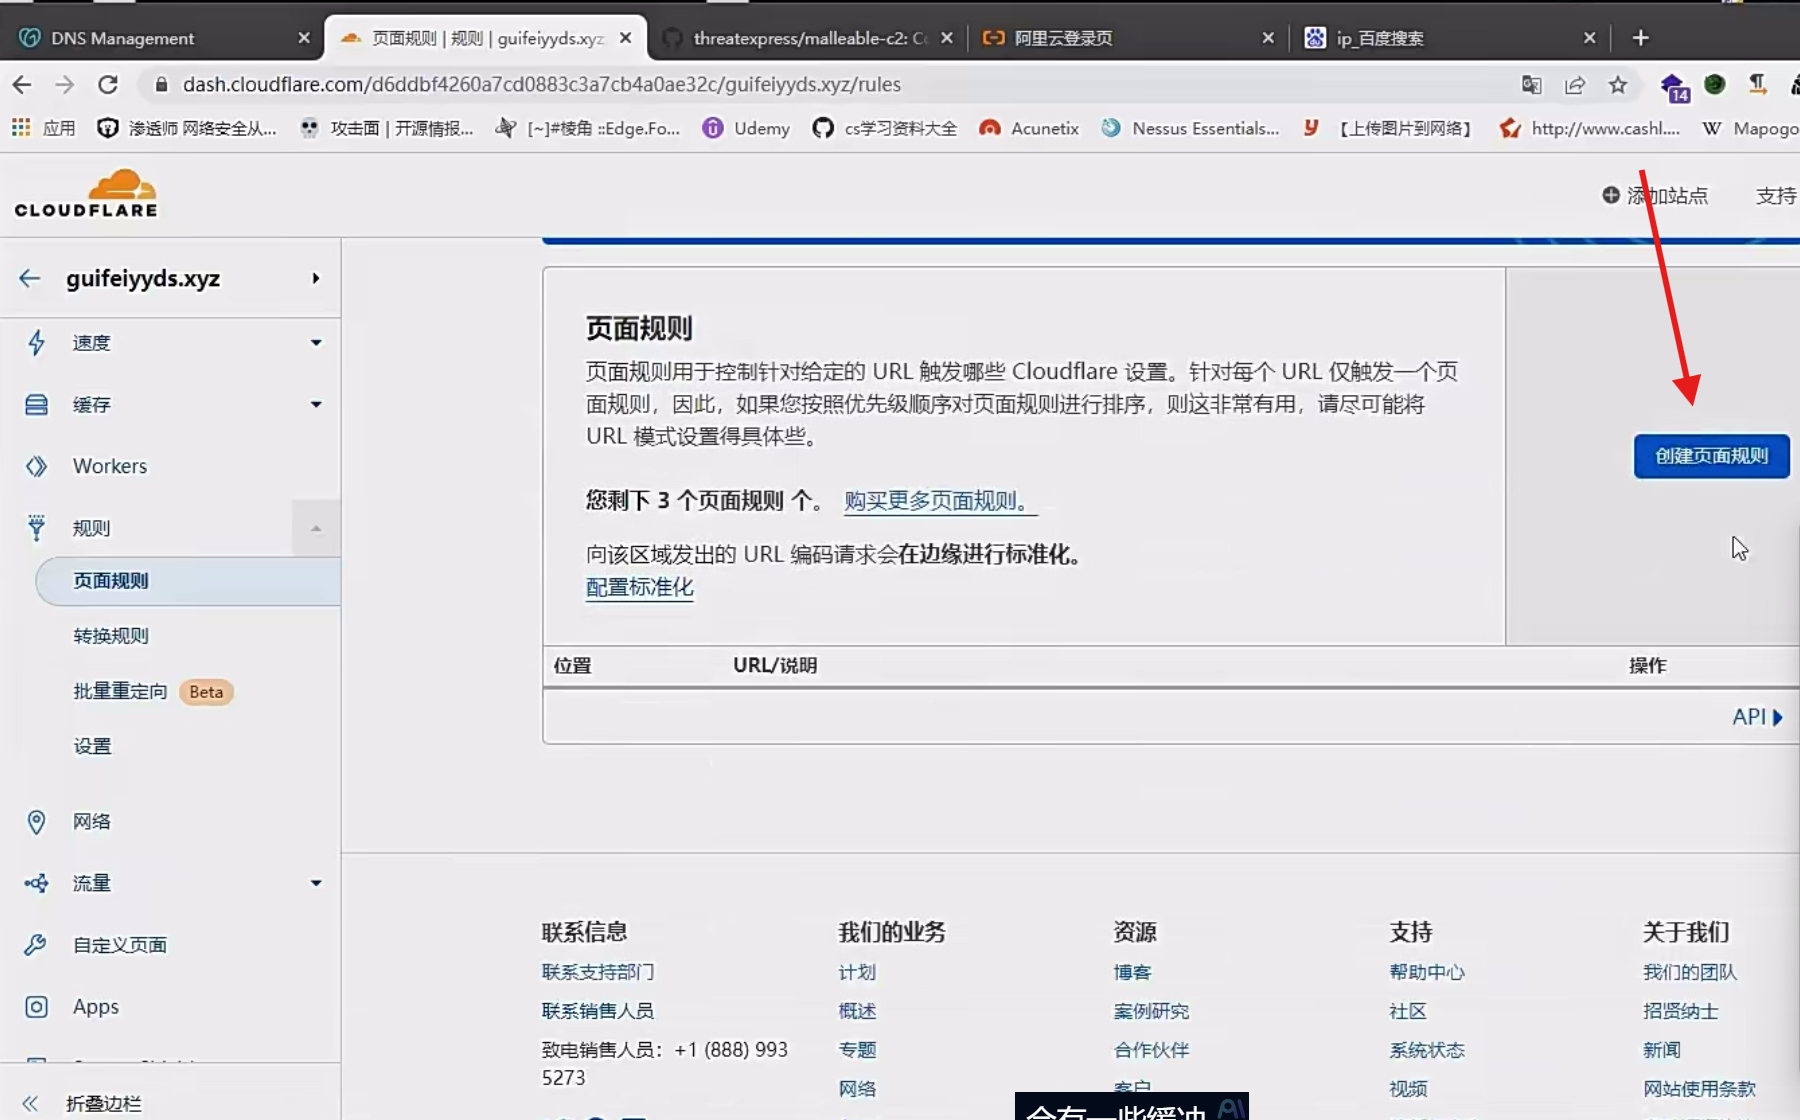 DNS Management
页面规则 | 规则 | guifeiyyds.xyz
threatexpress/malleable-c2:
阿里云登录页
ip_百度搜索
dash.cloudflare.com/d6ddbf4260a7cd0883c3a7cb4a0ae32c/guifeiyyds.xyz/rules
14
应用
渗透师 网络安全从...
攻击面 | 开源情报...
[~]#棱角 ::Edge.Fo...
Udemy
cs学习资料大全
Acunetix
Nessus Essentials...
【上传图片到网络】
http://www.cashl....
W Mapogo
CLOUDFLARE
添加站点
支持
guifeiyyds.xyz
速度
缓存
Workers
规则
页面规则
转换规则
批量重定向 Beta
设置
网络
流量
自定义页面
Apps
折叠边栏
页面规则
页面规则用于控制针对给定的 URL 触发哪些 Cloudflare 设置。针对每个 URL 仅触发一个页
面规则，因此，如果您按照优先级顺序对页面规则进行排序，则这非常有用，请尽可能将
URL 模式设置得具体些。
您剩下 3 个页面规则 个。 购买更多页面规则。
向该区域发出的 URL 编码请求会在边缘进行标准化。
配置标准化
创建页面规则
位置
URL/说明
操作
API
联系信息
联系支持部门
联系销售人员
致电销售人员：+1 (888) 993
5273
我们的业务
计划
概述
专题
网络
资源
博客
案例研究
合作伙伴
客户
支持
帮助中心
社区
系统状态
视频
关于我们
我们的团队
招贤纳士
新闻
网站使用条款
会有一些缓冲
AI